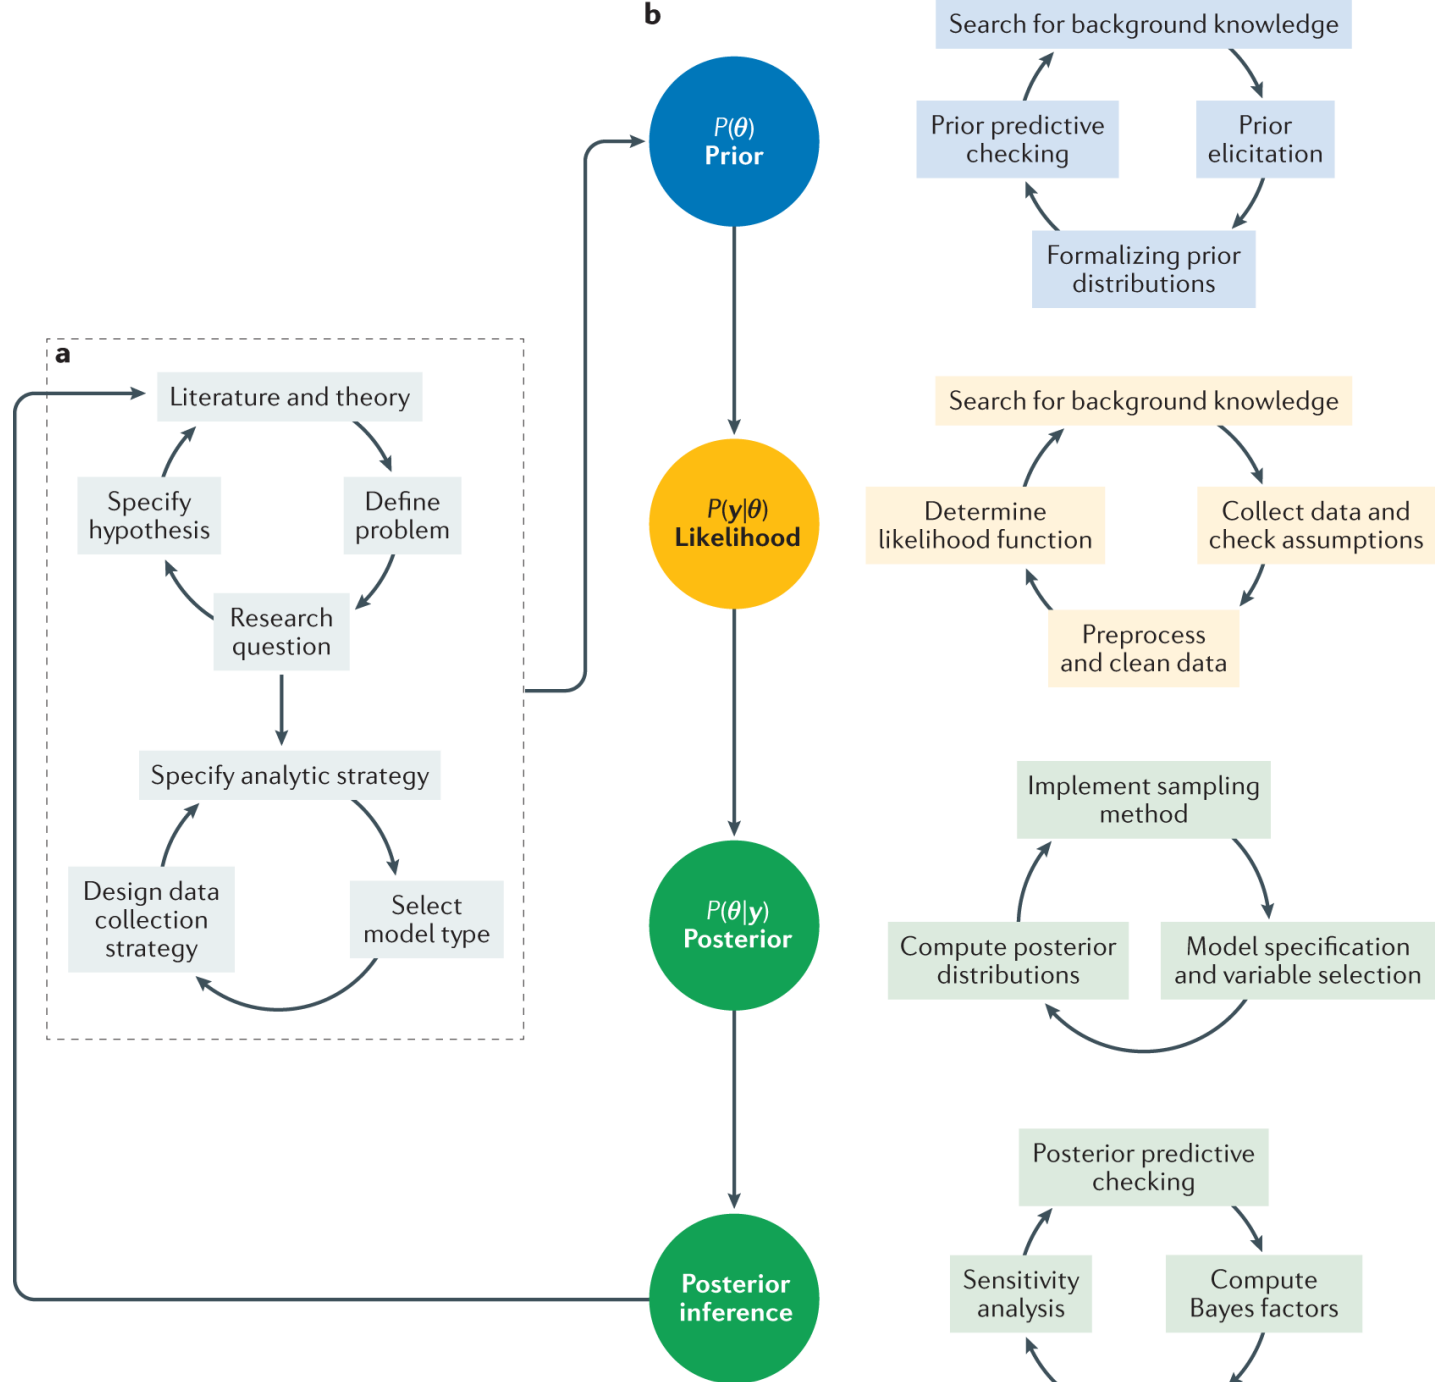 a
Literature and theory
Specify
hypothesis
Define
problem
Research
question
Specify analytic strategy
Design data
collection
strategy
Select
model type
b
P(θ)
Prior
P(y|θ)
Likelihood
P(θ|y)
Posterior
Posterior
inference
Search for background knowledge
Prior predictive
checking
Prior
elicitation
Formalizing prior
distributions
Search for background knowledge
Determine
likelihood function
Collect data and
check assumptions
Preprocess
and clean data
Implement sampling
method
Compute posterior
distributions
Model specification
and variable selection
Posterior predictive
checking
Sensitivity
analysis
Compute
Bayes factors